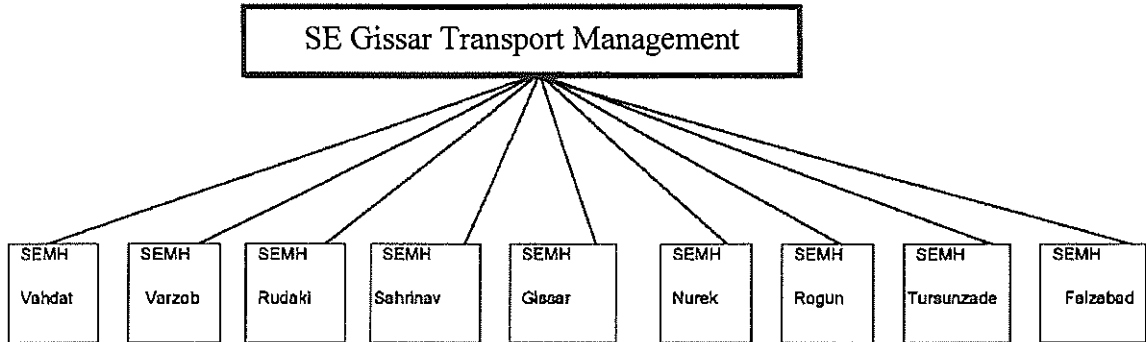 SE Gissar Transport Management
SEMH
Vahdat
SEMH
Varzob
SEMH
Rudaki
SEMH
Sahrinav
SEMH
Gissar
SEMH
Nurek
SEMH
Rogun
SEMH
Tursunzade
SEMH
Faizabad